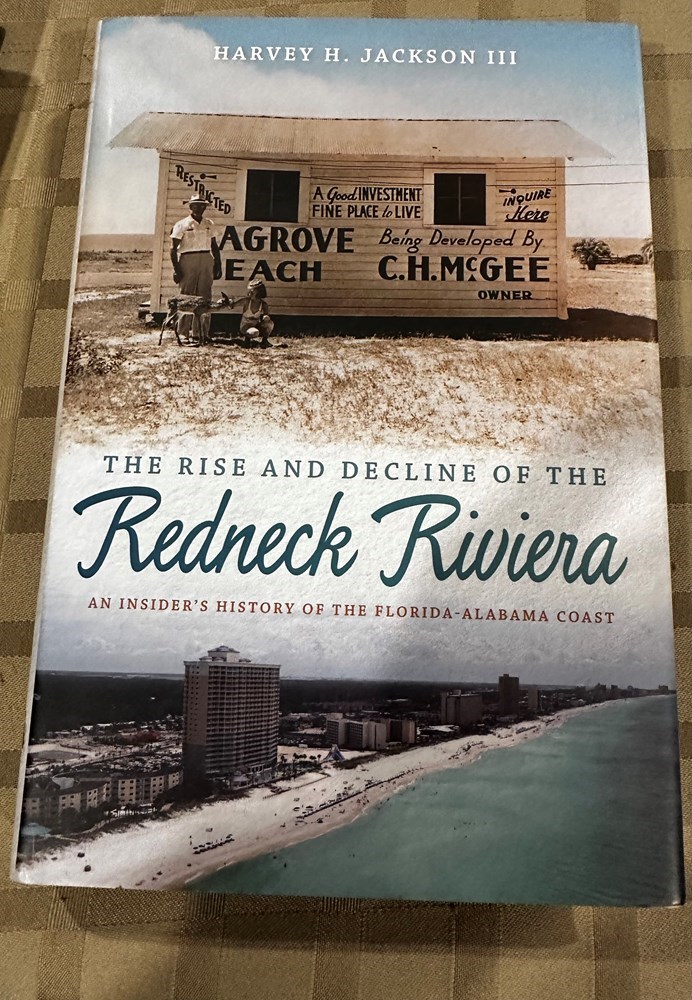 HARVEY H. JACKSON III
RESTRICTED
A Good INVESTMENT
FINE PLACE to LIVE
INQUIRE
Here
AGROVE
EACH
Being Developed By
C.H. McGEE
OWNER
THE RISE AND DECLINE OF THE
Redneck Riviera
AN INSIDER'S HISTORY OF THE FLORIDA-ALABAMA COAST